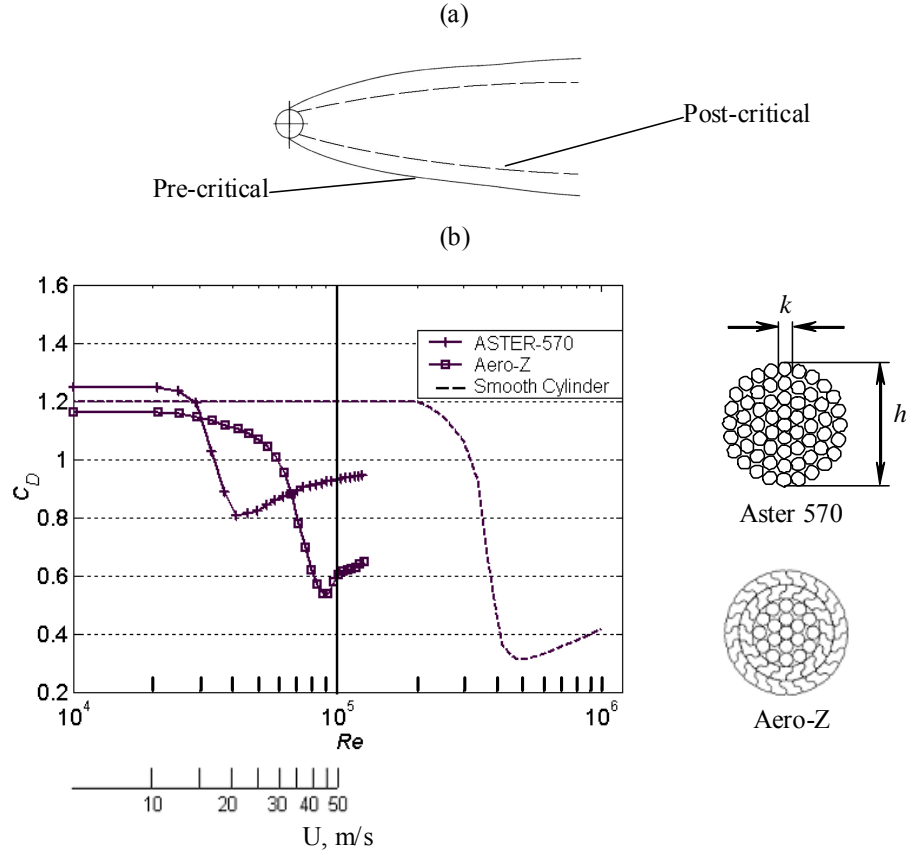 (a)
Post-critical
Pre-critical
(b)
1.6
1.4
1.2
1
0.8
0.6
0.4
0.2
C_D
ASTER-570
Aero-Z
Smooth Cylinder
10^4
10^5
10^6
Re
10
20
30
40
50
U, m/s
k
h
Aster 570
Aero-Z